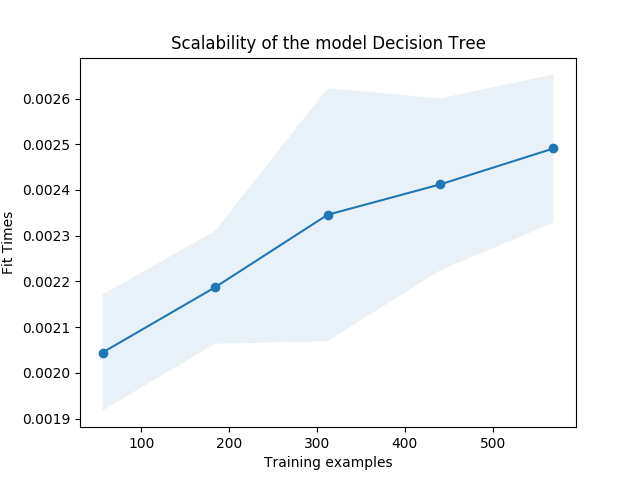 Scalability of the model Decision Tree
0.0026
0.0025
0.0024
0.0023
0.0022
0.0021
0.0020
0.0019
Fit Times
100 200 300 400 500
Training examples